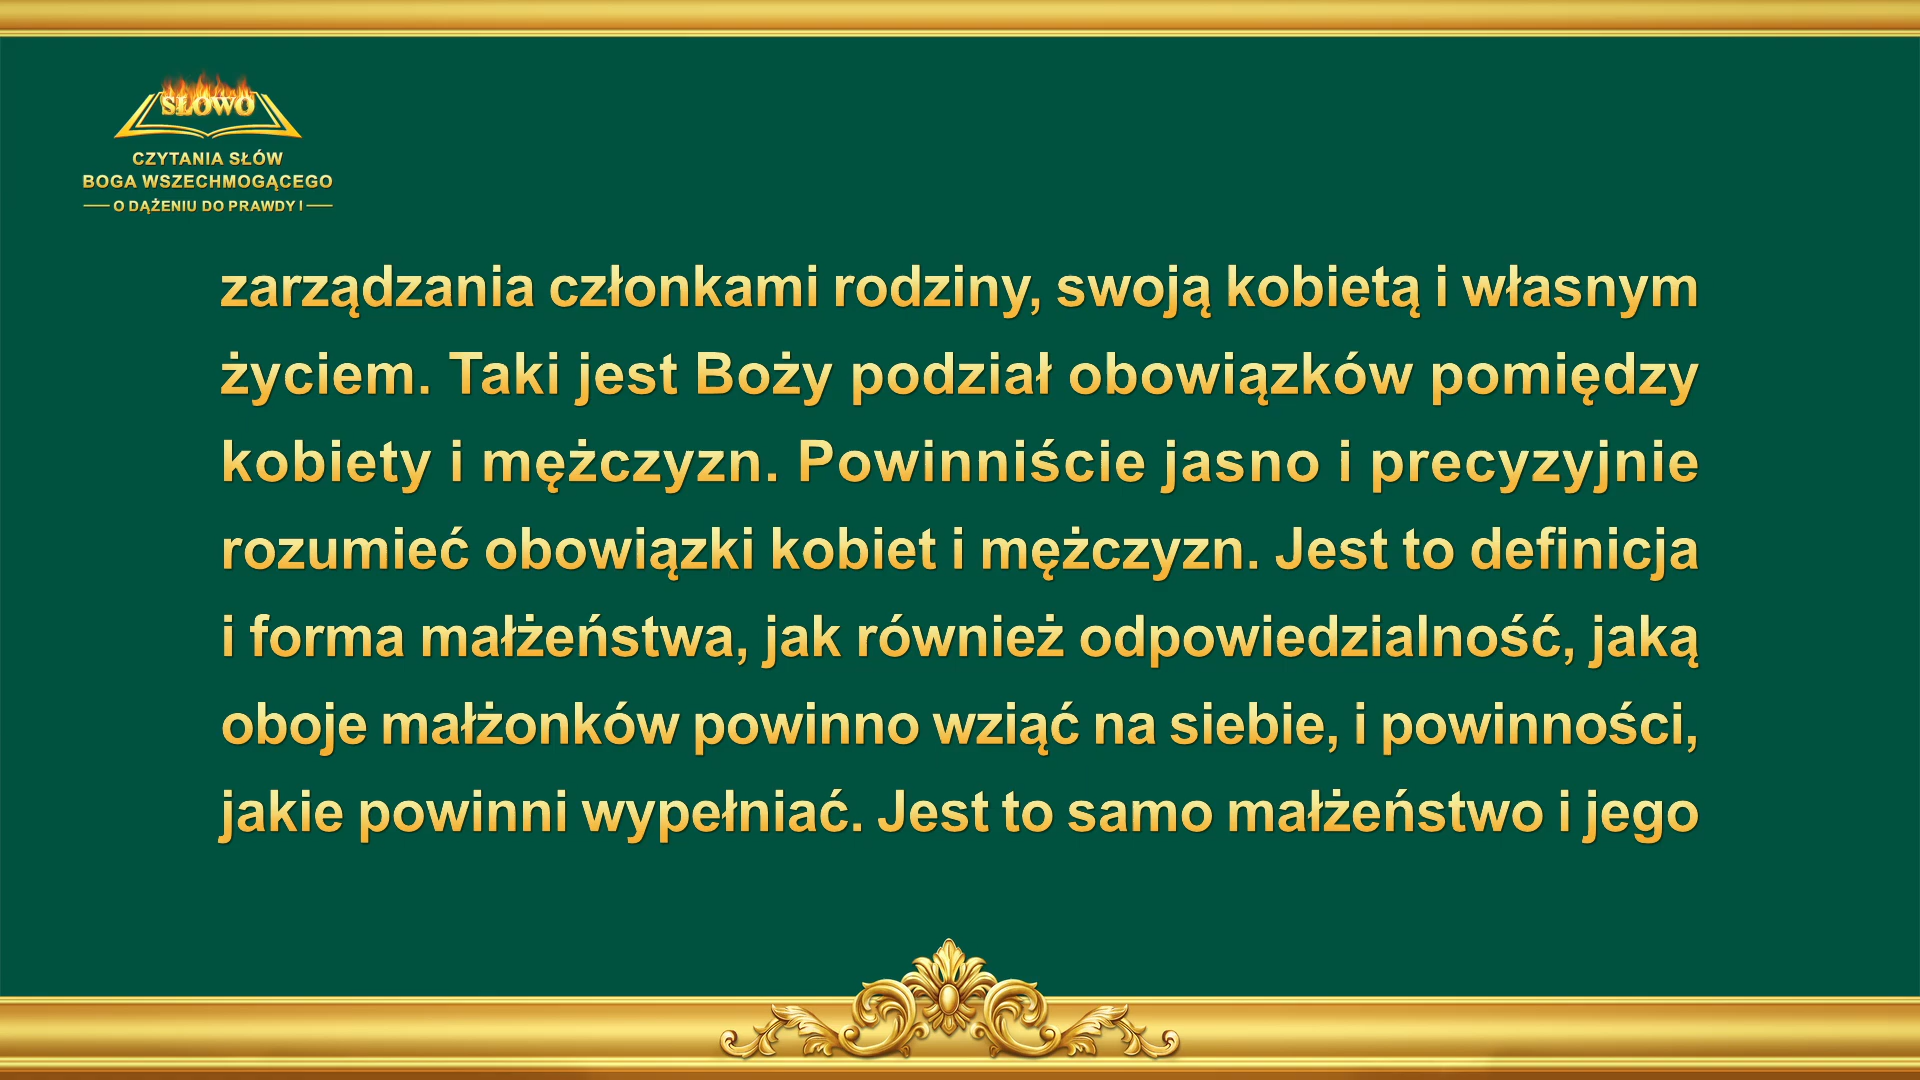 SŁOWO
CZYTANIA SŁÓW
BOGA WSZECHMOGĄCEGO
O DĄŻENIU DO PRAWDY I
zarządzania członkami rodziny, swoją kobietą i własnym
życiem. Taki jest Boży podział obowiązków pomiędzy
kobiety i mężczyzn. Powinniście jasno i precyzyjnie
rozumieć obowiązki kobiet i mężczyzn. Jest to definicja
i forma małżeństwa, jak również odpowiedzialność, jaką
oboje małżonków powinno wziąć na siebie, i powinności,
jakie powinni wypełniać. Jest to samo małżeństwo i jego